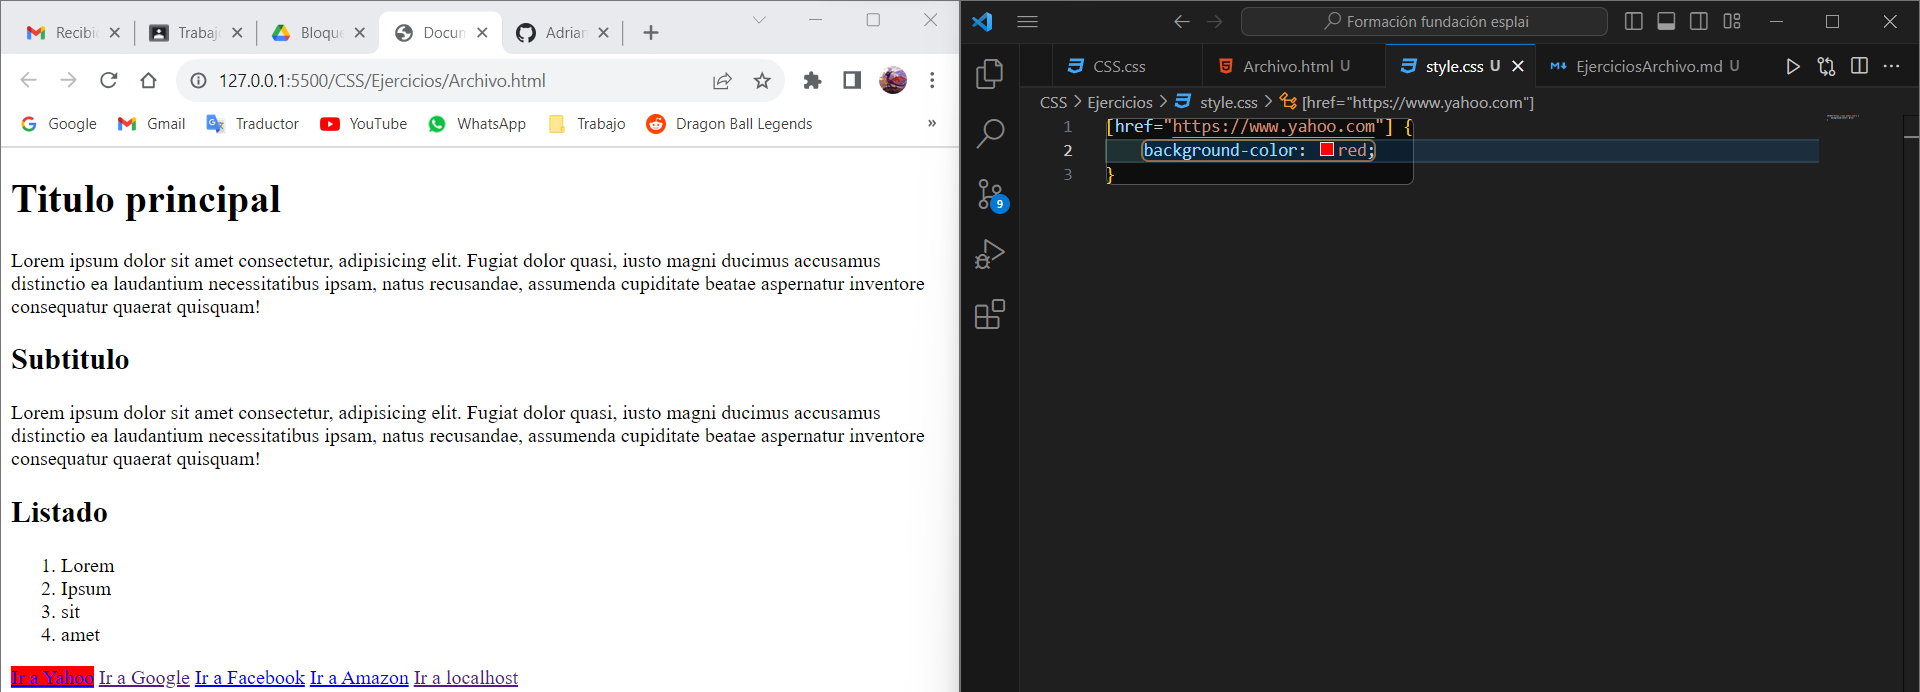 Recibi
Trabaj
Bloque
Docun
Adrian
127.0.0.1:5500/CSS/Ejercicios/Archivo.html
Google Gmail Traductor YouTube WhatsApp Trabajo Dragon Ball Legends »
Titulo principal
Lorem ipsum dolor sit amet consectetur, adipisicing elit. Fugiat dolor quasi, iusto magni ducimus accusamus
distinctio ea laudantium necessitatibus ipsam, natus recusandae, assumenda cupiditate beatae aspernatur inventore
consequatur quaerat quisquam!
Subtitulo
Lorem ipsum dolor sit amet consectetur, adipisicing elit. Fugiat dolor quasi, iusto magni ducimus accusamus
distinctio ea laudantium necessitatibus ipsam, natus recusandae, assumenda cupiditate beatae aspernatur inventore
consequatur quaerat quisquam!
Listado
1. Lorem
2. Ipsum
3. sit
4. amet
Ir a Yahoo Ir a Google Ir a Facebook Ir a Amazon Ir a localhost
Formación fundación esplai
CSS.css
Archivo.html U
style.css U
EjerciciosArchivo.md U
CSS > Ejercicios > style.css > [href="https://www.yahoo.com"]
1 [href="https://www.yahoo.com"] {
2 background-color: red;
3 }
9